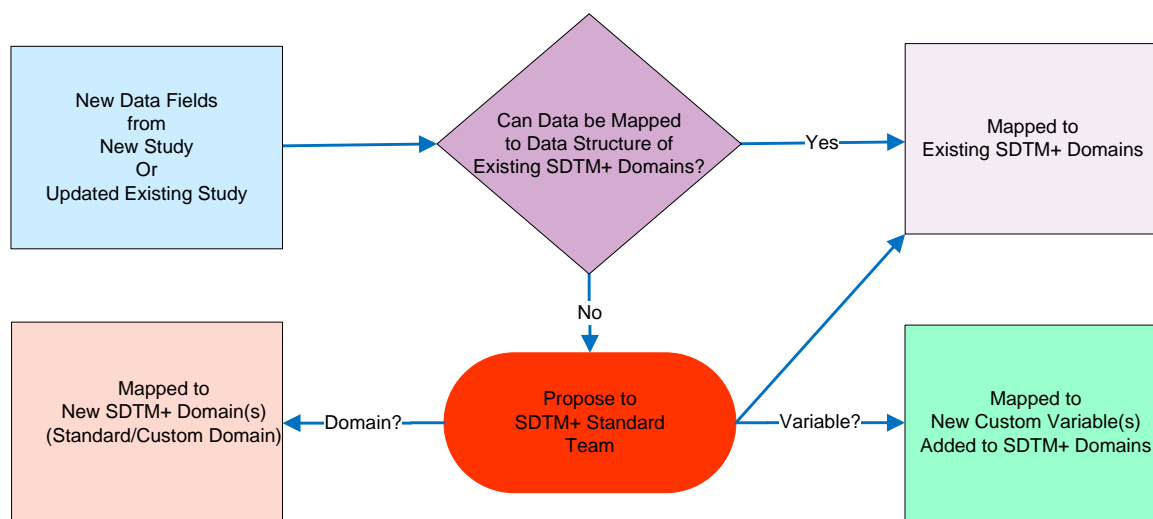 New Data Fields
from
New Study
Or
Updated Existing Study
Can Data be Mapped
to Data Structure of
Existing SDTM+ Domains?
Yes
Mapped to
Existing SDTM+ Domains
No
Mapped to
New SDTM+ Domain(s)
(Standard/Custom Domain)
Domain?
Propose to
SDTM+ Standard
Team
Variable?
Mapped to
New Custom Variable(s)
Added to SDTM+ Domains